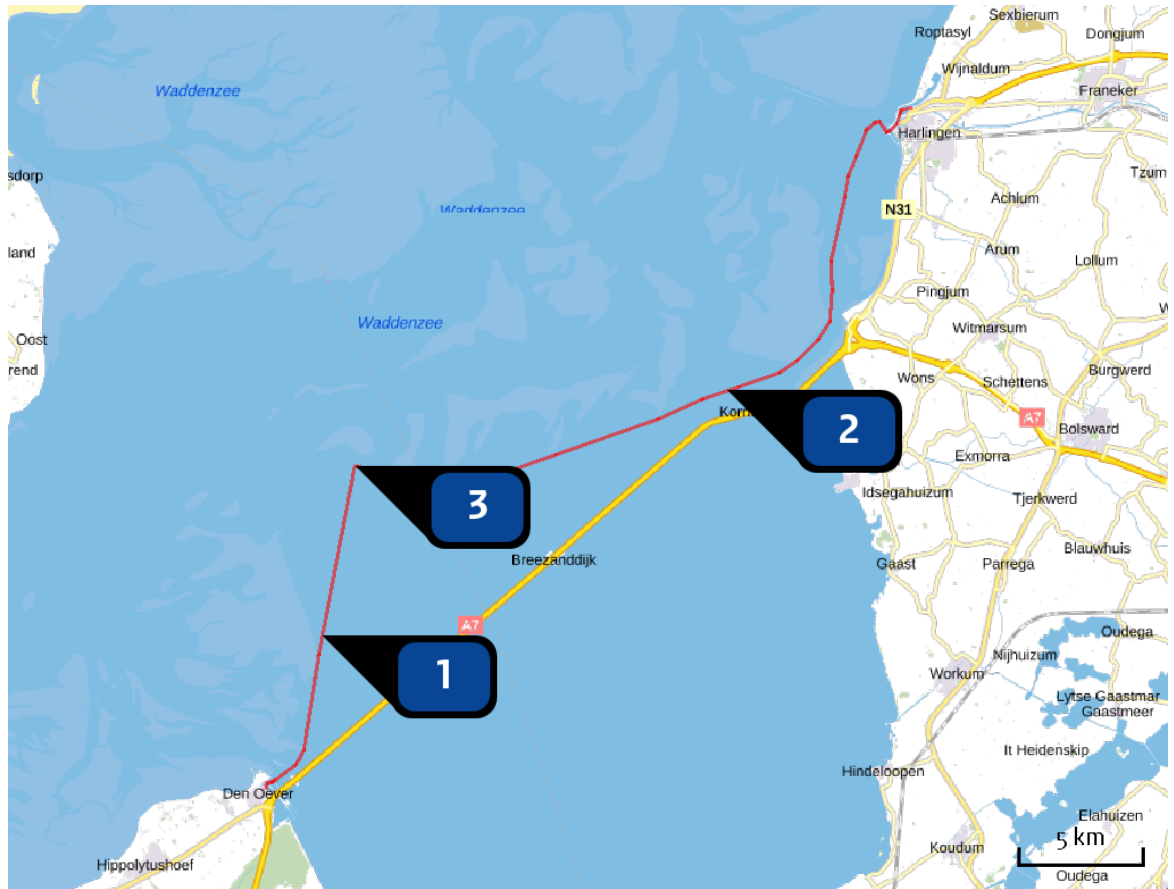 Sexbierum
Roptasyl
Dongjum
Wijnaldum
Waddenzee
Franeker
Harlingen
Tzum
sdorp
Achlum
Waddenzee
N31
land
Arum
Lollum
Pingjum
Waddenzee
Witmarsum
Oost
rend
Burgwerd
Wons
Schettens
Korn
A7
2
Bolsward
Exmorra
Idsegahuizum
Tjerkwerd
3
Blauwhuis
Breezanddijk
Gaast
Parrega
A7
Oudega
Nijhuizum
1
Workum
Lytse Gaastmar
Gaastmeer
It Heidenskip
Hindeloopen
Den Oever
Elahuizen
5 km
Koudum
Hippolytushoef
Oudega